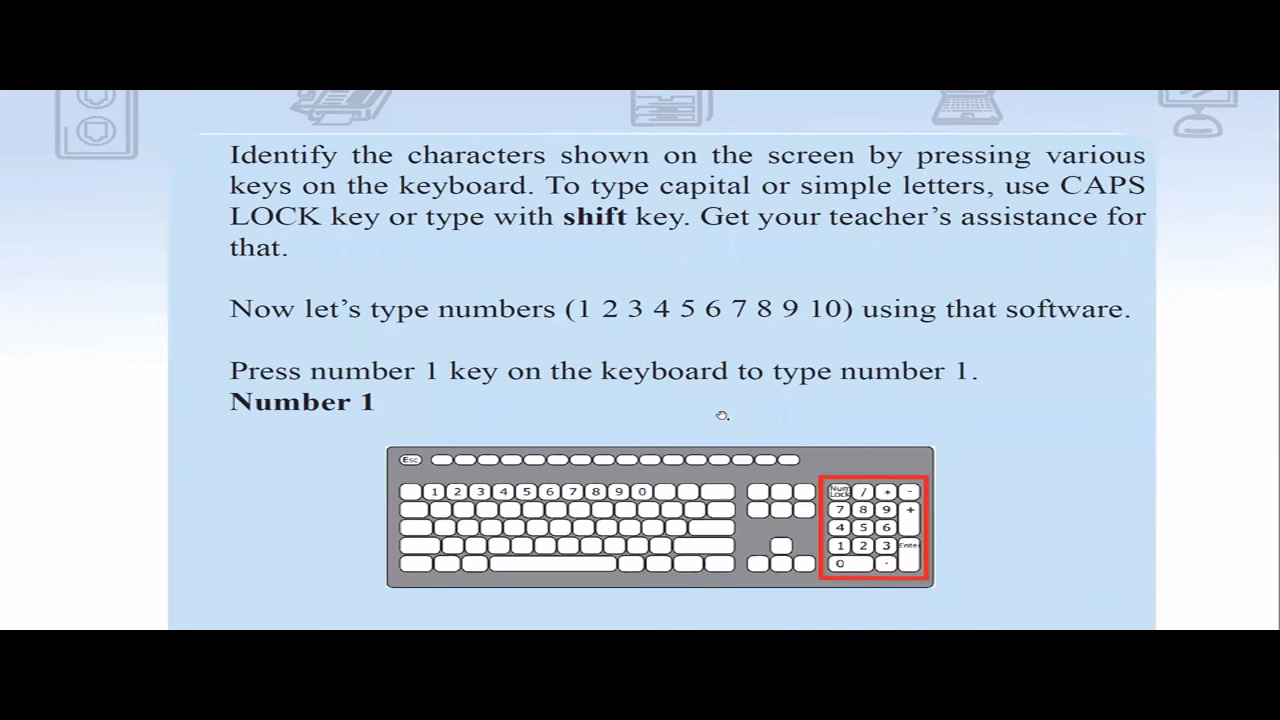 Identify the characters shown on the screen by pressing various
keys on the keyboard. To type capital or simple letters, use CAPS
LOCK key or type with shift key. Get your teacher's assistance for
that.
Now let's type numbers (1 2 3 4 5 6 7 8 9 10) using that software.
Press number 1 key on the keyboard to type number 1.
Number 1
Esc
1 2 3 4 5 6 7 8 9 0
Num Lock / * -
7 8 9 +
4 5 6
1 2 3 Enter
0 .